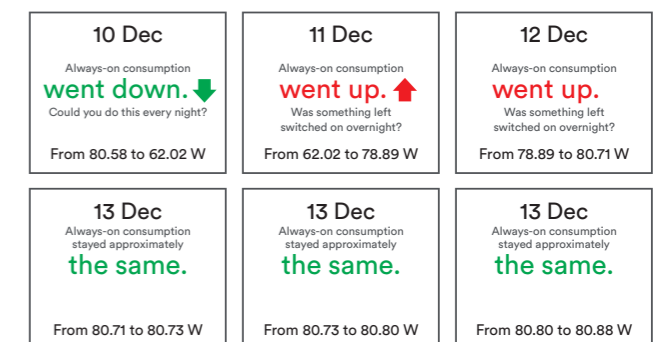 10 Dec
Always-on consumption
went down.
Could you do this every night?
From 80.58 to 62.02 W
11 Dec
Always-on consumption
went up.
Was something left
switched on overnight?
From 62.02 to 78.89 W
12 Dec
Always-on consumption
went up.
Was something left
switched on overnight?
From 78.89 to 80.71 W
13 Dec
Always-on consumption
stayed approximately
the same.
From 80.71 to 80.73 W
13 Dec
Always-on consumption
stayed approximately
the same.
From 80.73 to 80.80 W
13 Dec
Always-on consumption
stayed approximately
the same.
From 80.80 to 80.88 W